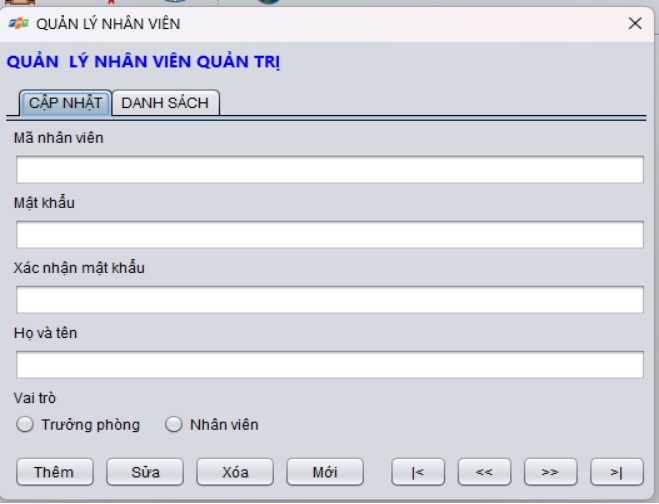 QUẢN LÝ NHÂN VIÊN
QUẢN LÝ NHÂN VIÊN QUẢN TRỊ
CẬP NHẬT DANH SÁCH
Mã nhân viên
Mật khẩu
Xác nhận mật khẩu
Họ và tên
Vai trò
Trưởng phòng Nhân viên
Thêm Sửa Xóa Mới |< << >> >|